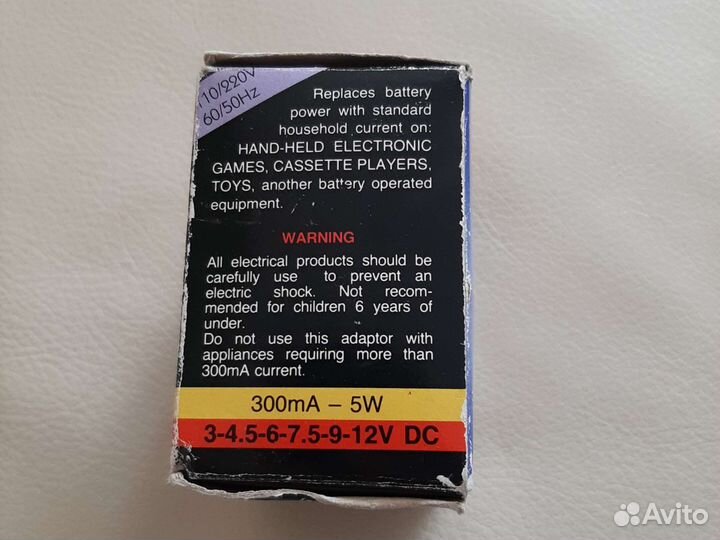 110/220V
60/50Hz
Replaces battery
power with standard
household current on:
HAND-HELD ELECTRONIC
GAMES, CASSETTE PLAYERS,
TOYS, another battery operated
equipment.
WARNING
All electrical products should be
carefully use to prevent an
electric shock. Not recom-
mended for children 6 years of
under.
Do not use this adaptor with
appliances requiring more than
300mA current.
300mA – 5W
3-4.5-6-7.5-9-12V DC
Avito